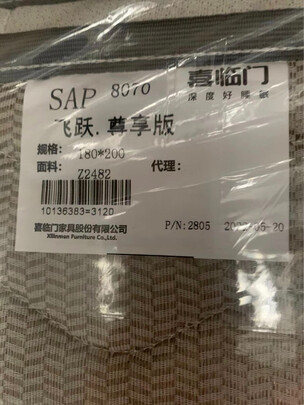 SAP 8070
喜临门
深度好睡眠
飞跃.尊享版
规格: 180*200
面料: Z2482
代理:
10136383=3120
喜临门家具股份有限公司
Xilinmen Furniture Co.,Ltd.
P/N:2805